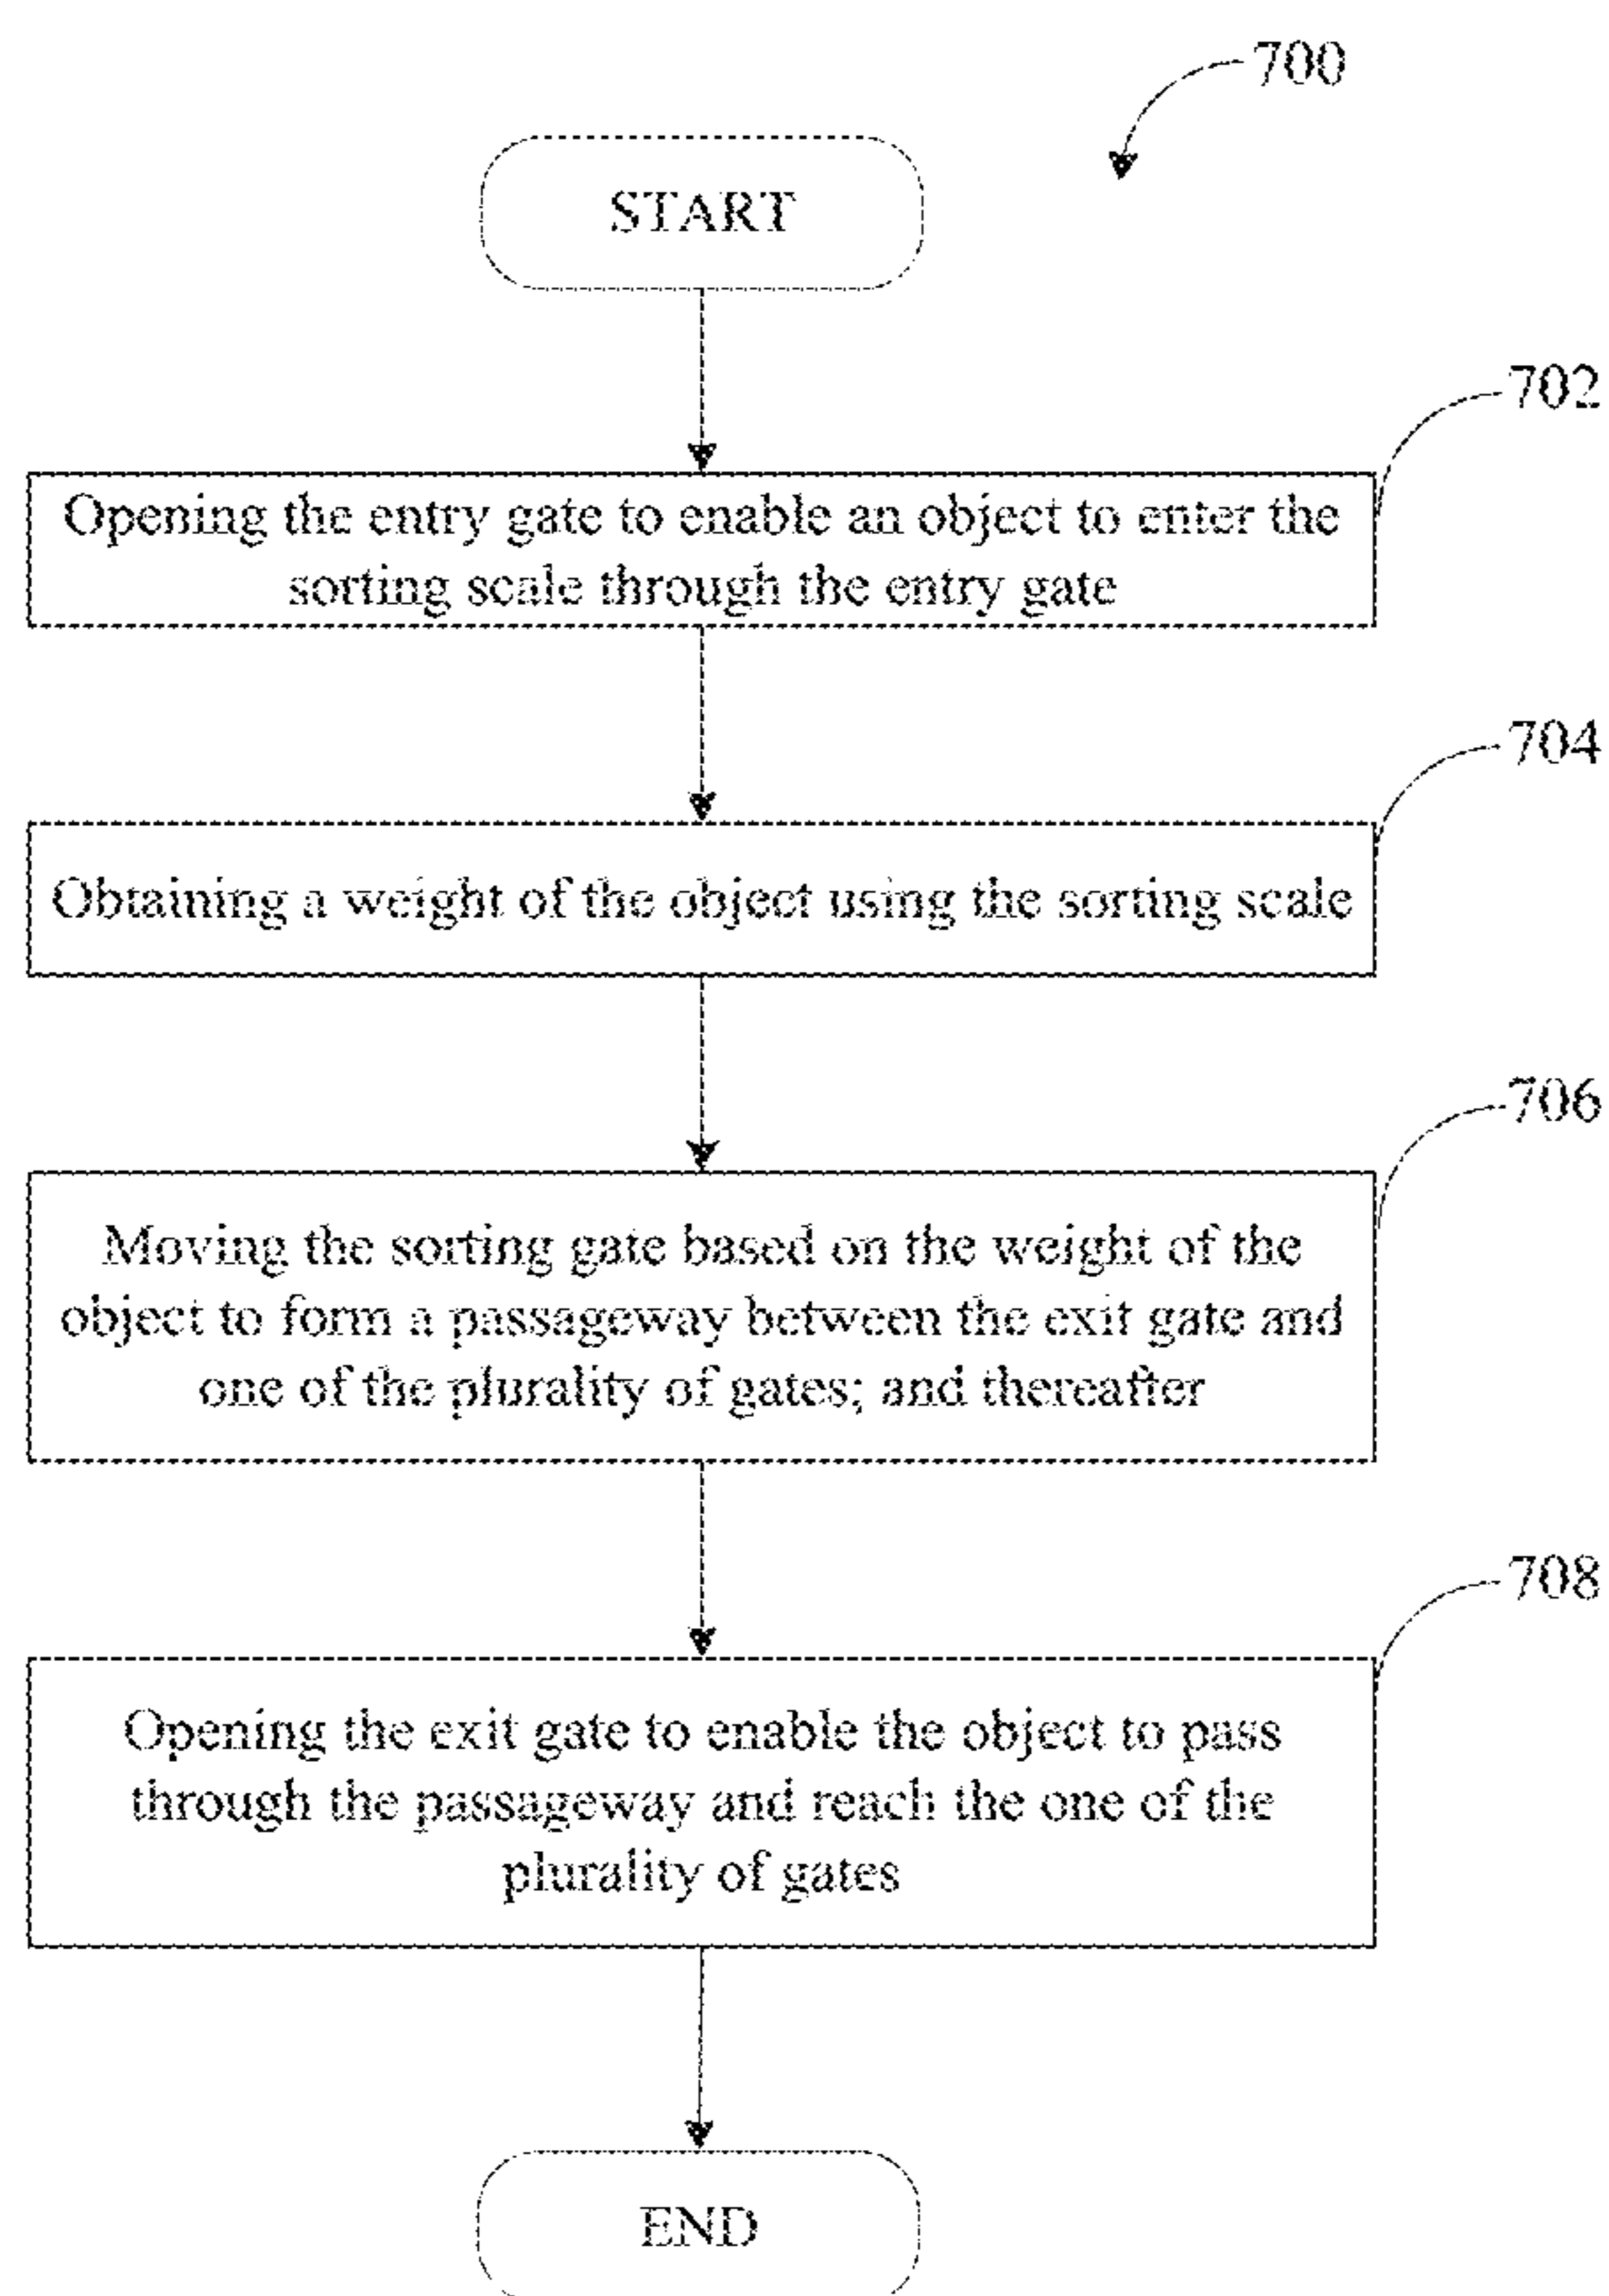 700
START
702
Opening the entry gate to enable an object to enter the
sorting scale through the entry gate
704
Obtaining a weight of the object using the sorting scale
706
Moving the sorting gate based on the weight of the
object to form a passageway between the exit gate and
one of the plurality of gates; and thereafter
708
Opening the exit gate to enable the object to pass
through the passageway and reach the one of the
plurality of gates
END